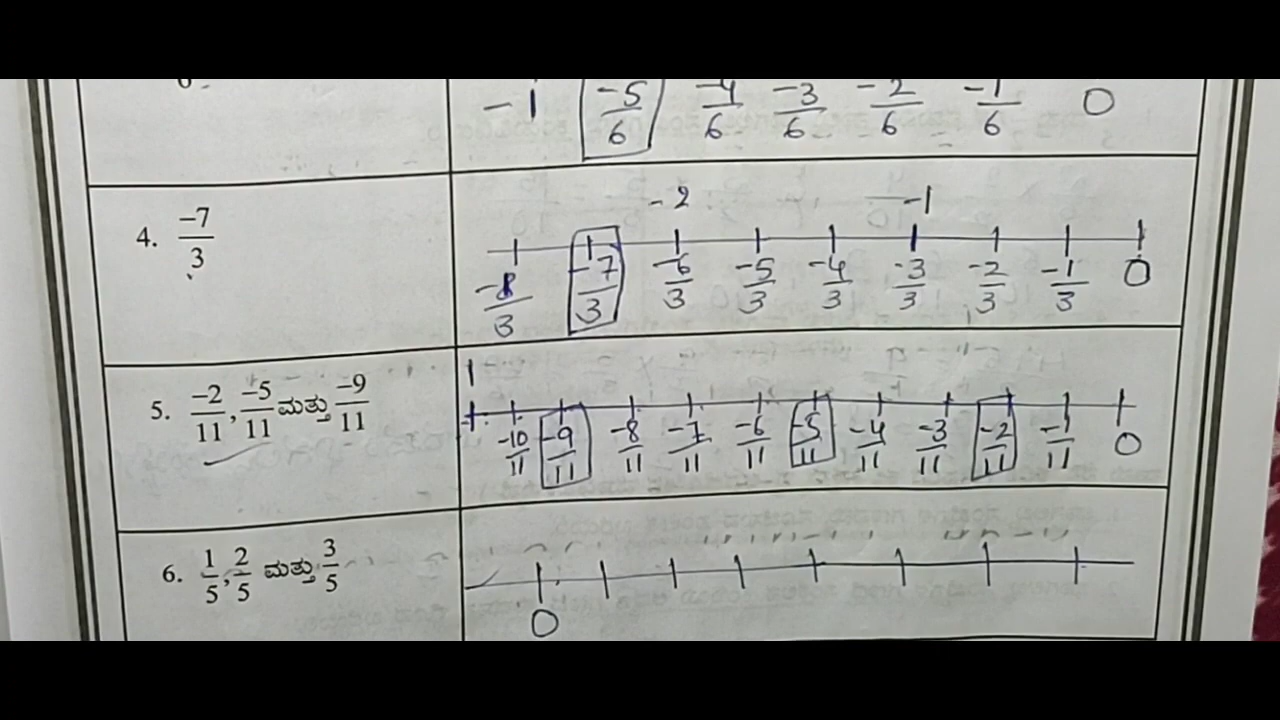 -1 -5/6 -4/6 -3/6 -2/6 -1/6 0
4. -7/3
-2 -1
-8/3 -7/3 -6/3 -5/3 -4/3 -3/3 -2/3 -1/3 0
5. -2/11, -5/11 ಮತ್ತು -9/11
-10/11 -9/11 -8/11 -7/11 -6/11 -5/11 -4/11 -3/11 -2/11 -1/11 0
6. 1/5, 2/5 ಮತ್ತು 3/5
0